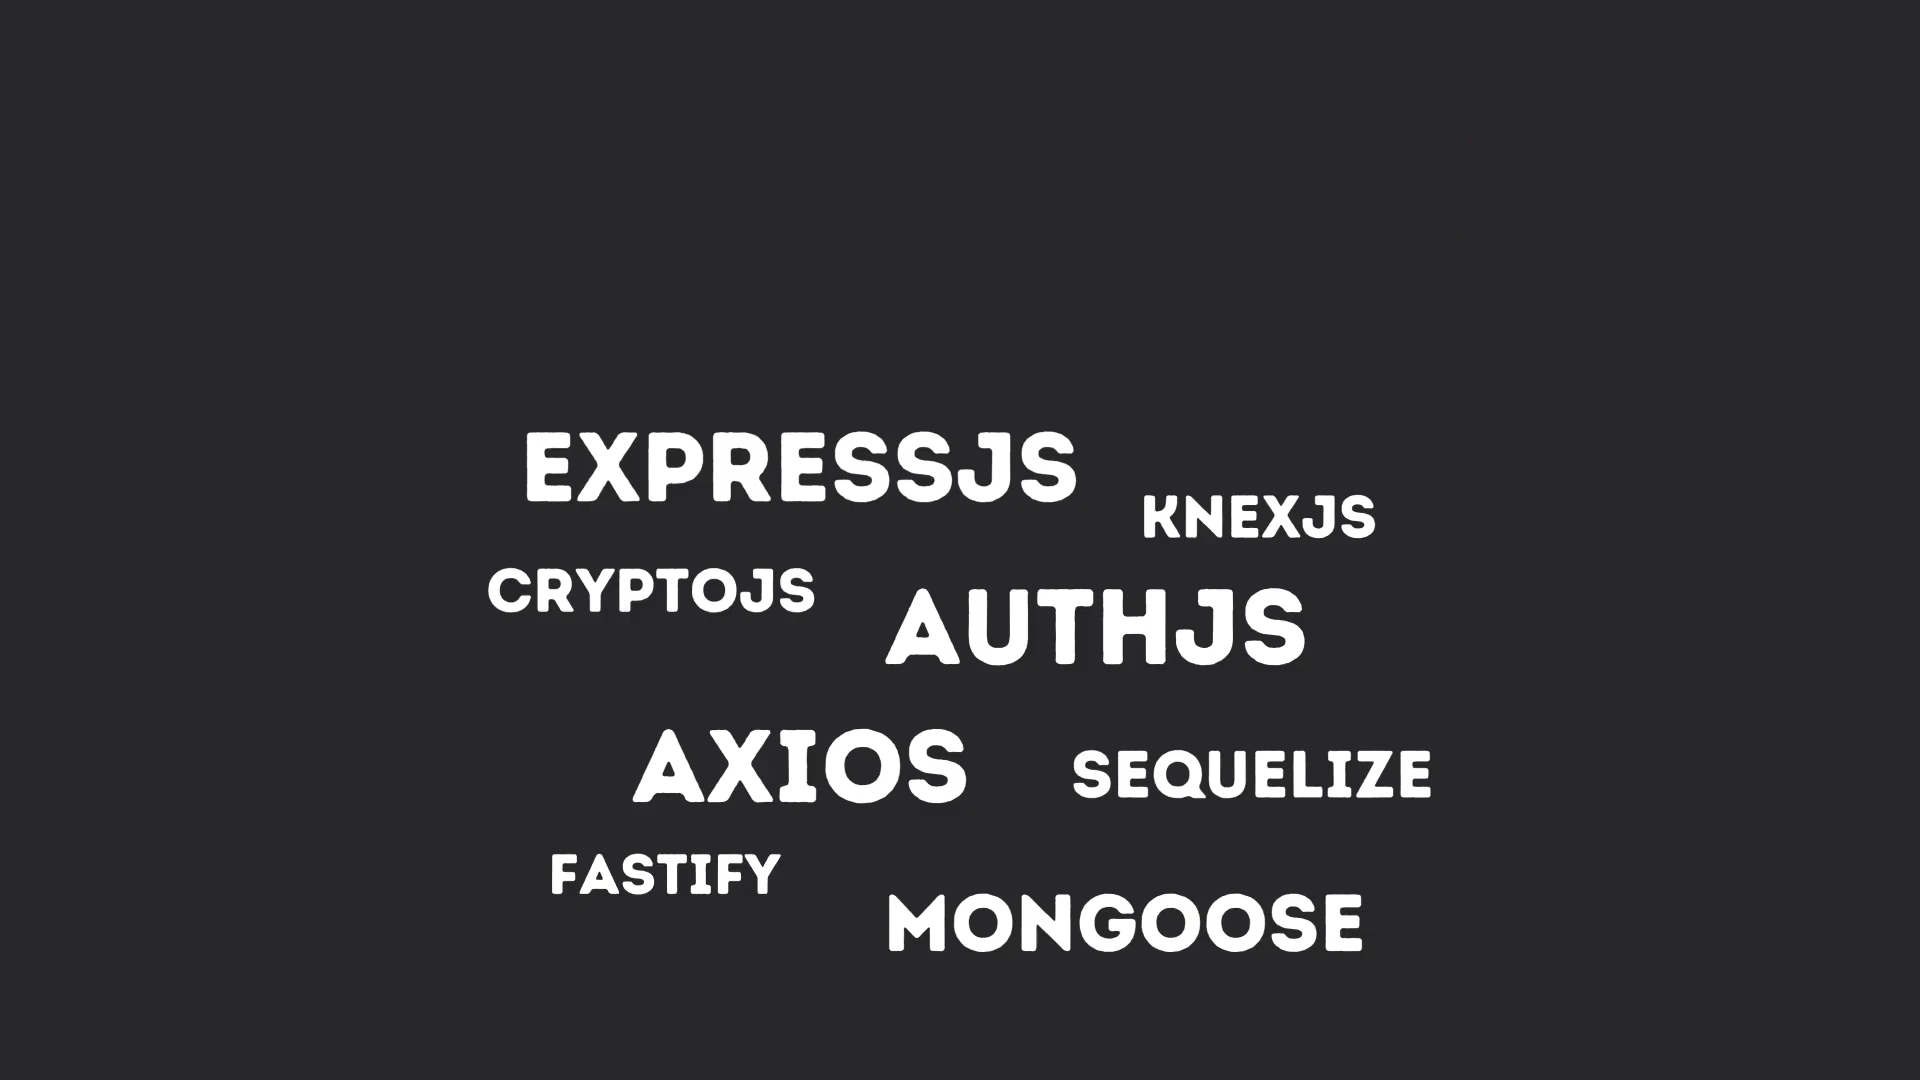 EXPRESSJS
KNEXJS
CRYPTOJS
AUTHJS
AXIOS
SEQUELIZE
FASTIFY
MONGOOSE